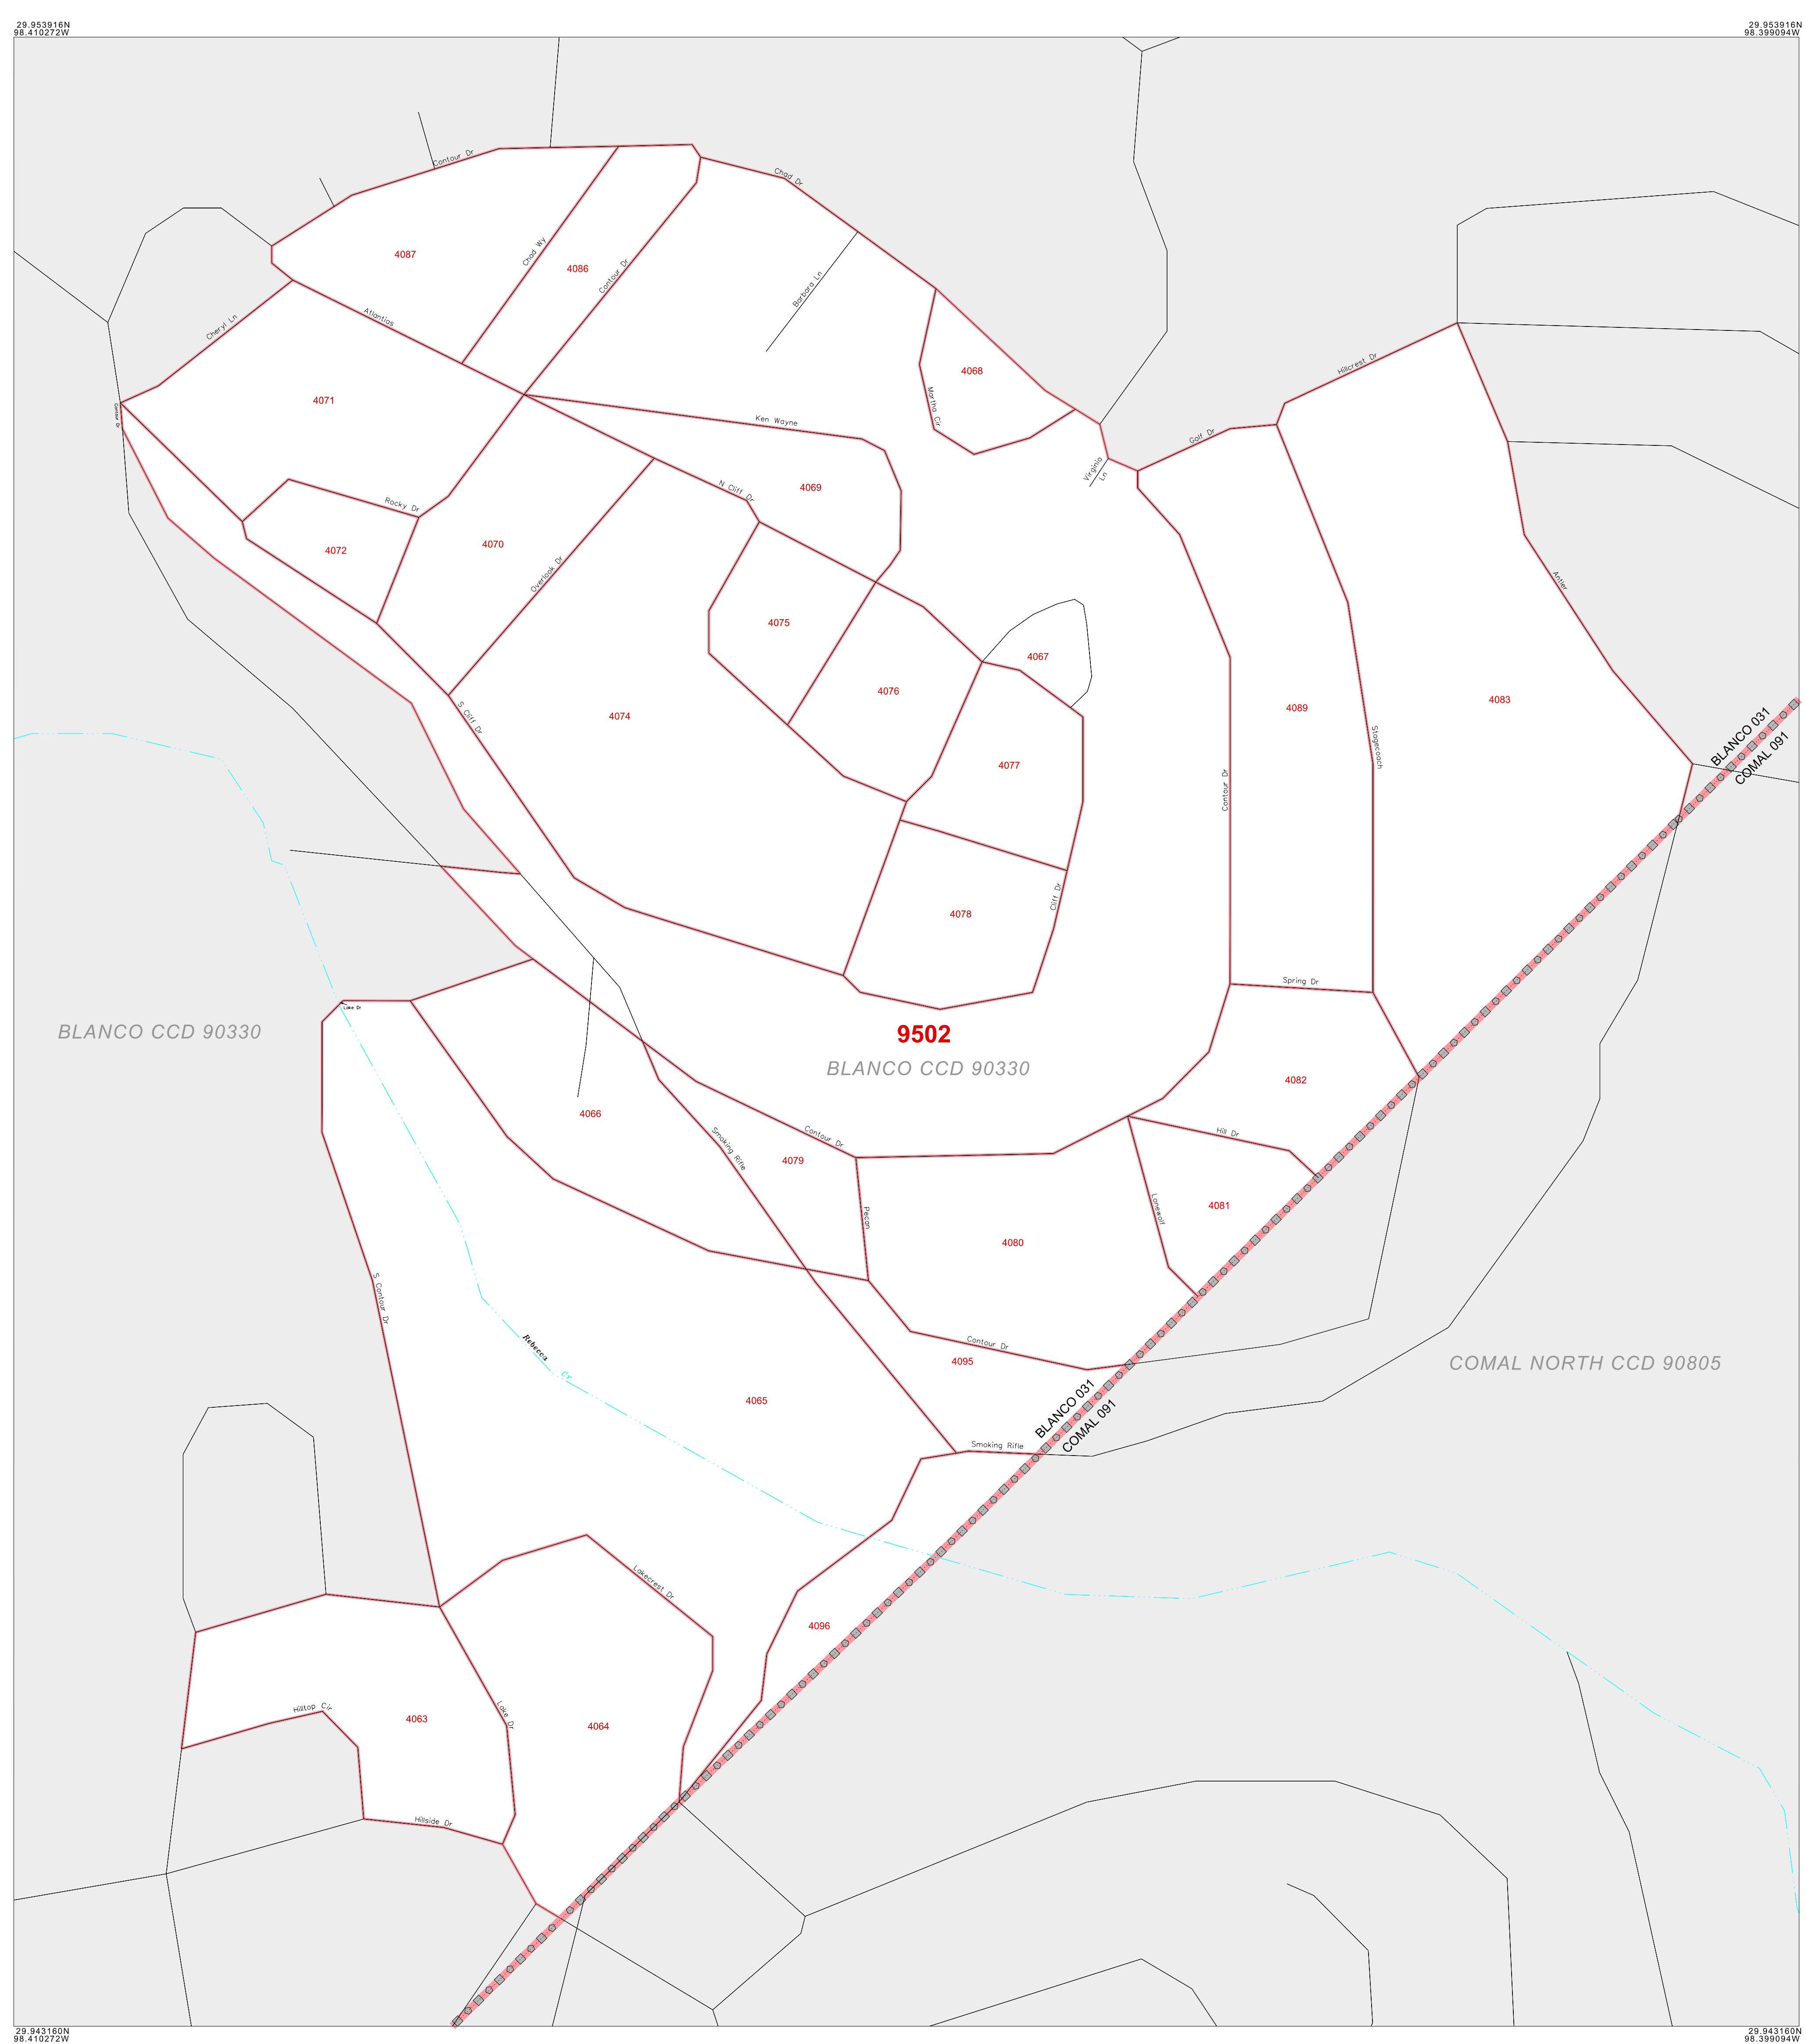 29.953916N
98.410272W
29.953916N
98.399094W
Contour Dr
Chad Dr
4087
Chad Wy
4086
Contour Dr
Barbara Ln
Cheryl Ln
Atlantias
4068
Hillcrest Dr
4071
Martha Cir
Contour Dr
Ken Wayne
Golf Dr
Virginia Ln
4069
N Cliff Dr
Rocky Dr
4070
4072
Overlook Dr
Antler
4075
4067
4076
4083
4089
S Cliff Dr
4074
BLANCO 031
COMAL 091
Stagecoach
4077
Contour Dr
Cliff Dr
4078
Spring Dr
Lake Dr
BLANCO CCD 90330
9502
BLANCO CCD 90330
4082
4066
Smoking Rifle
Contour Dr
Hill Dr
4079
Lonewolf
4081
Pecan
4080
S Contour Dr
Rebecca Cr
Contour Dr
4095
COMAL NORTH CCD 90805
4065
BLANCO 031
COMAL 091
Smoking Rifle
Lakecrest Dr
4096
Hilltop Cir
4063
Lake Dr
4064
Hillside Dr
29.943160N
98.410272W
29.943160N
98.399094W